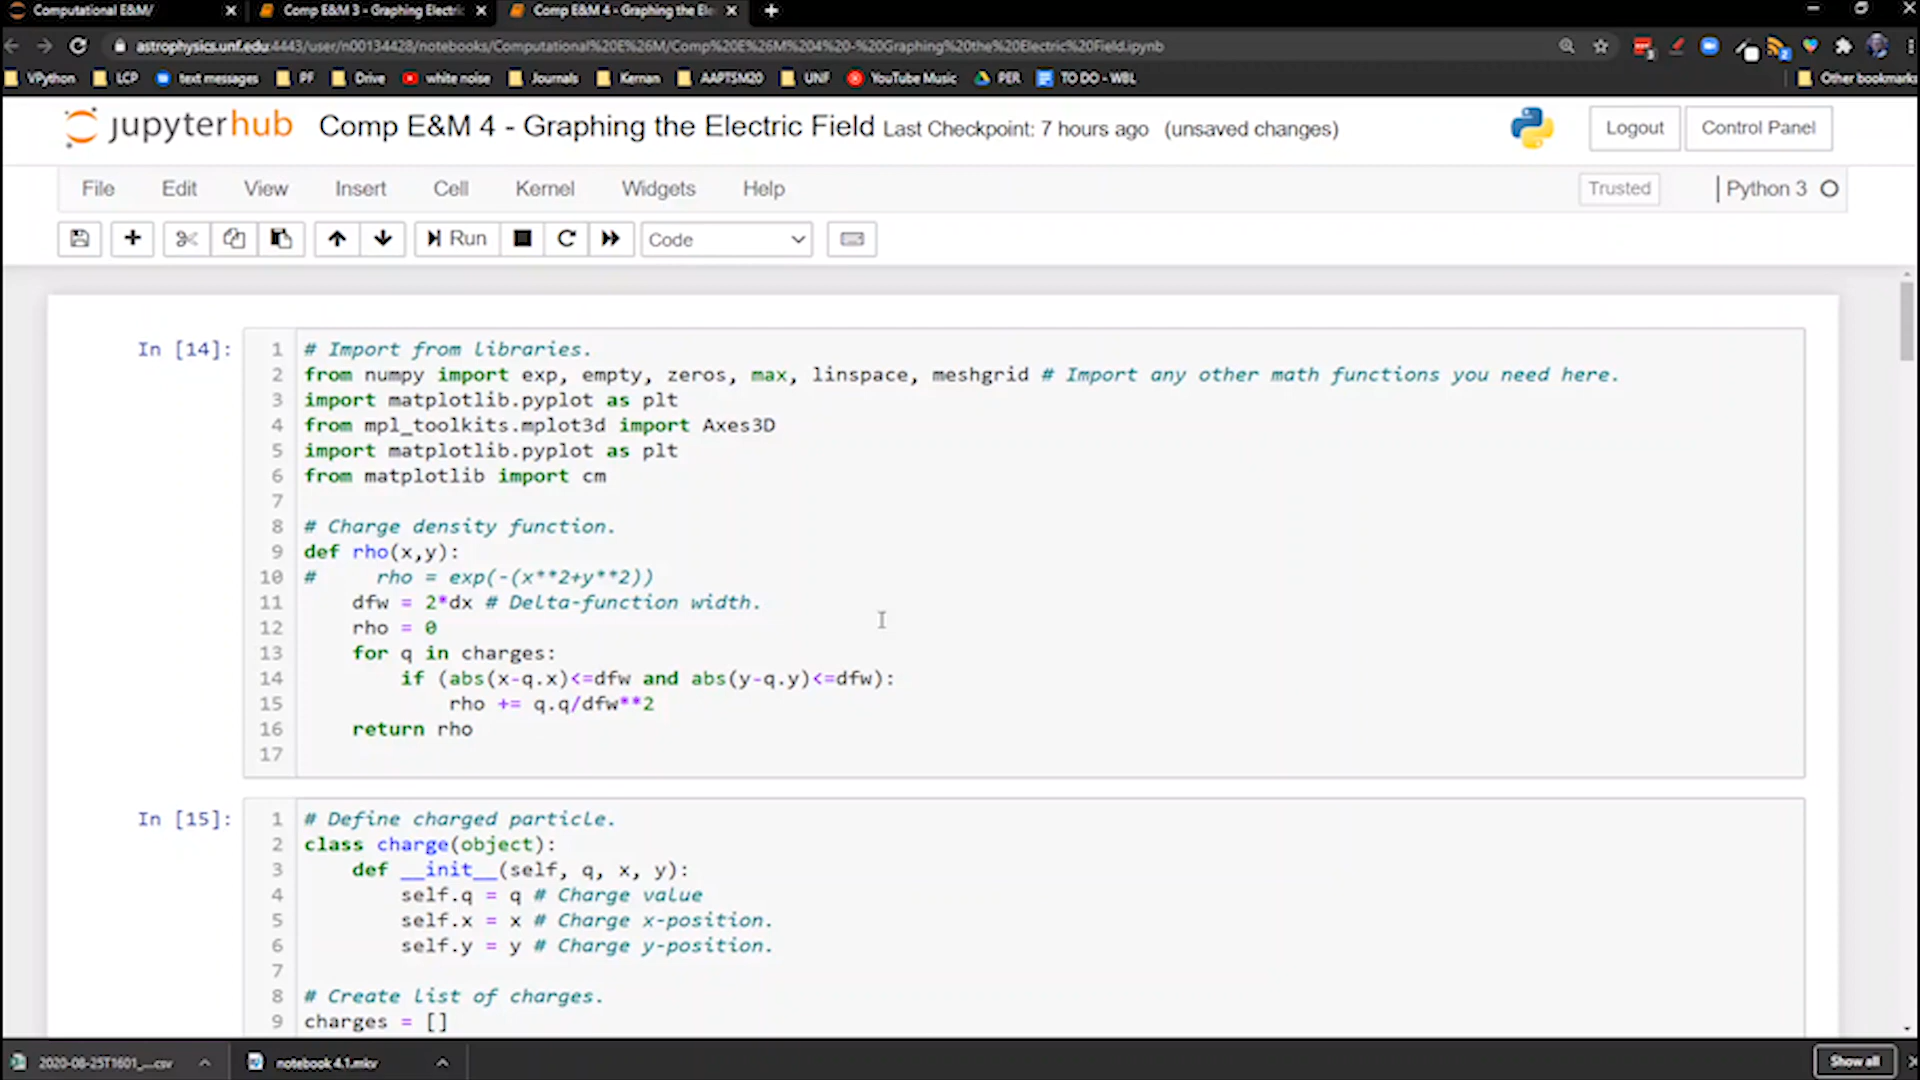 Computational E&M/
Comp E&M 3 - Graphing Electric
Comp E&M 4 - Graphing the Ele
astrophysics.unf.edu:4443/user/n00134428/notebooks/Computational%20E%26M/Comp%20E%26M%204%20-%20Graphing%20the%20Electric%20Field.ipynb
VPython LCP text messages PF Drive white noise Journals Kernan AAPTSM20 UNF YouTube Music PER TO DO - WBL Other bookmarks
jupyterhub Comp E&M 4 - Graphing the Electric Field Last Checkpoint: 7 hours ago (unsaved changes) Logout Control Panel
File Edit View Insert Cell Kernel Widgets Help Trusted Python 3
Run Code
In [14]:
1 # Import from libraries.
2 from numpy import exp, empty, zeros, max, linspace, meshgrid # Import any other math functions you need here.
3 import matplotlib.pyplot as plt
4 from mpl_toolkits.mplot3d import Axes3D
5 import matplotlib.pyplot as plt
6 from matplotlib import cm
7
8 # Charge density function.
9 def rho(x,y):
10 #     rho = exp(-(x**2+y**2))
11     dfw = 2*dx # Delta-function width.
12     rho = 0
13     for q in charges:
14         if (abs(x-q.x)<=dfw and abs(y-q.y)<=dfw):
15             rho += q.q/dfw**2
16     return rho
17
In [15]:
1 # Define charged particle.
2 class charge(object):
3     def __init__(self, q, x, y):
4         self.q = q # Charge value
5         self.x = x # Charge x-position.
6         self.y = y # Charge y-position.
7
8 # Create list of charges.
9 charges = []
2020-08-25T1601_....csv notebook 4.1.mkv Show all